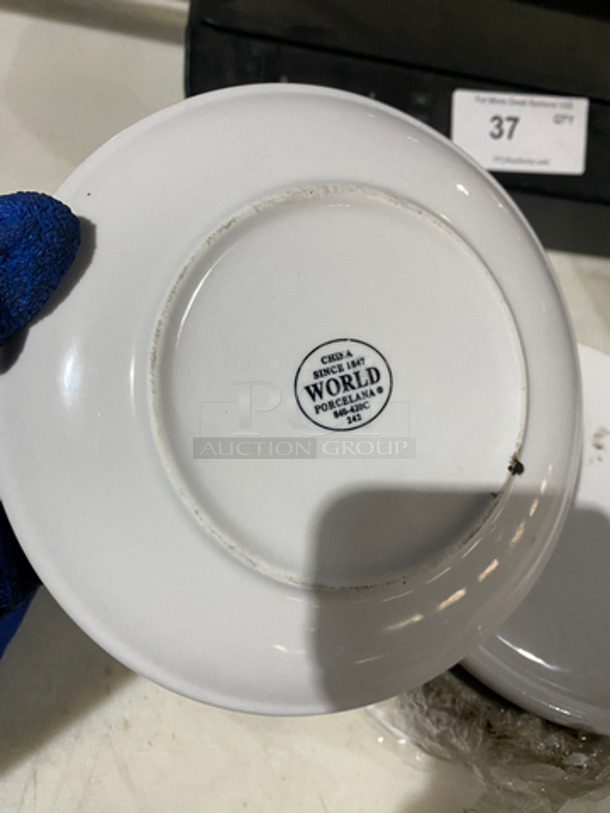 37
QTY
CHINA
SINCE 1847
WORLD
PORCELANA®
840-420C
242
PCI
AUCTION GROUP